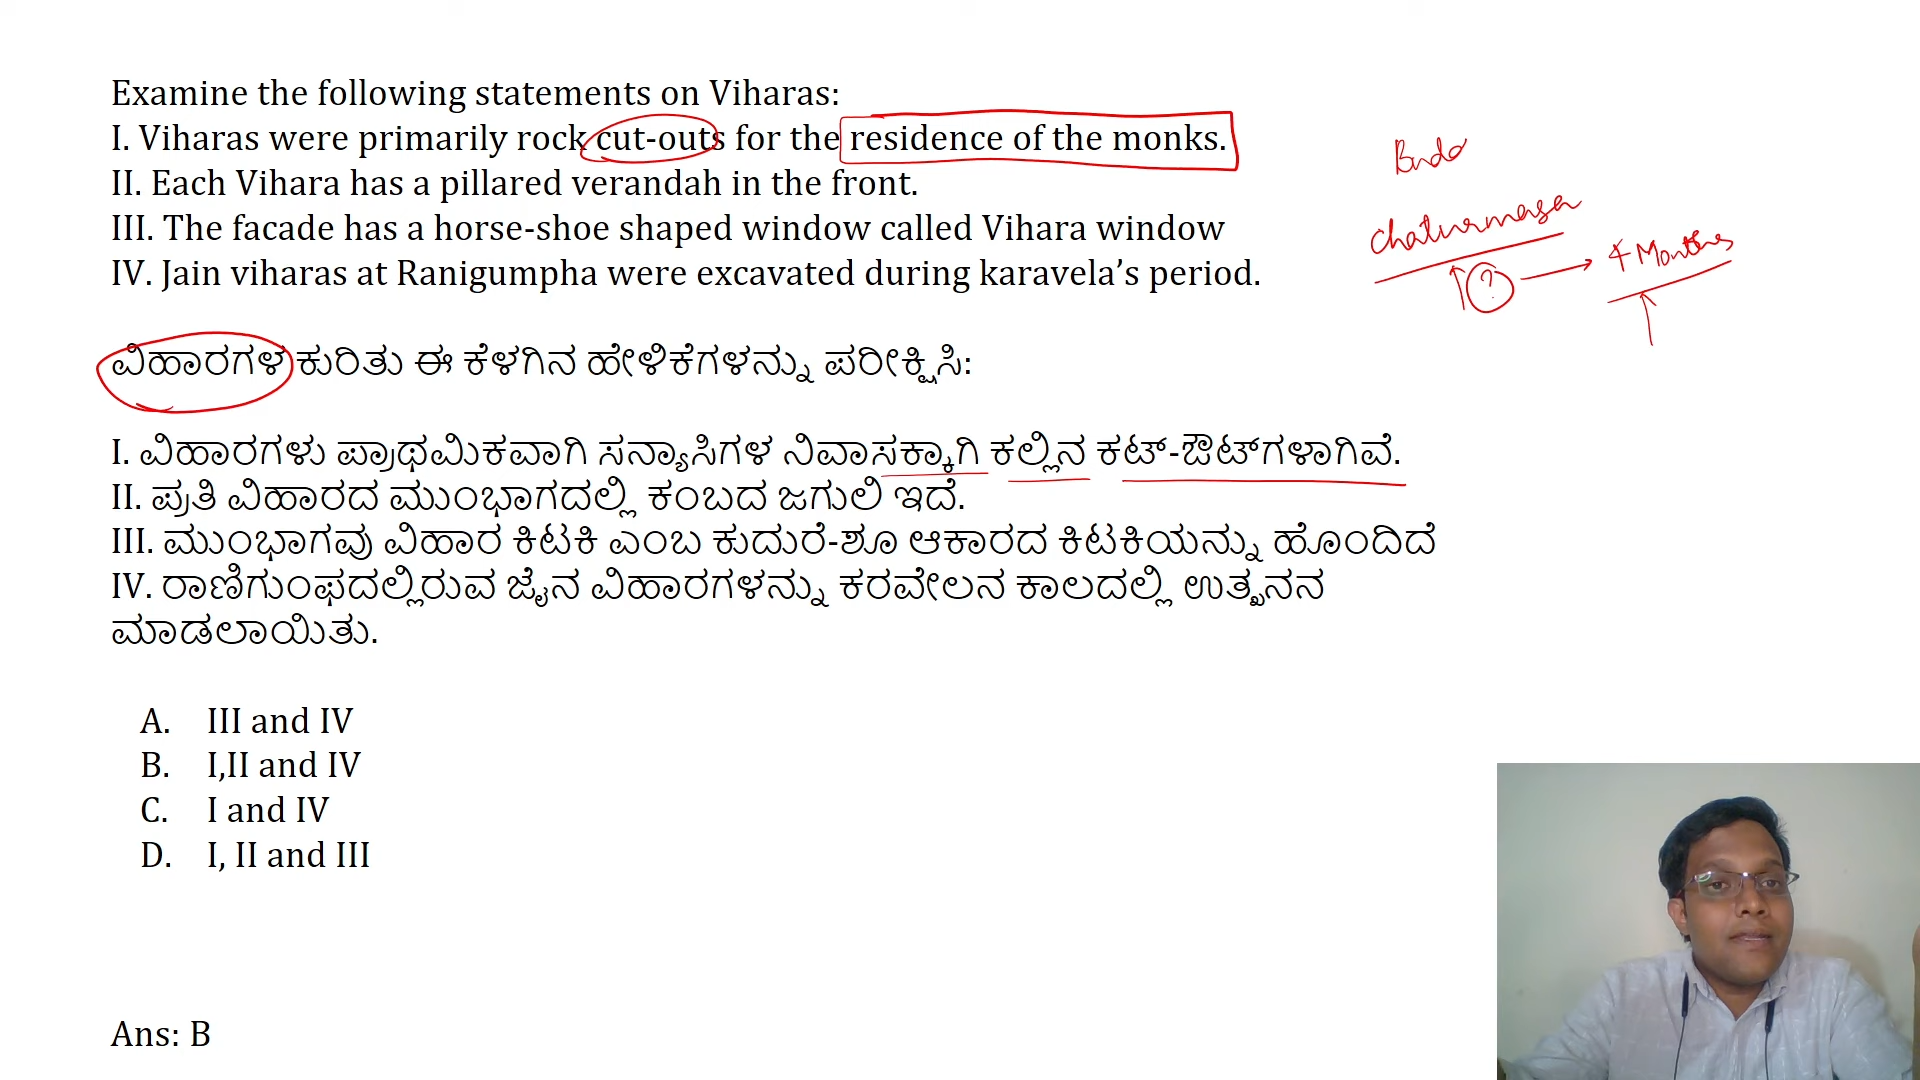 Examine the following statements on Viharas:
I. Viharas were primarily rock cut-outs for the residence of the monks.
II. Each Vihara has a pillared verandah in the front.
III. The facade has a horse-shoe shaped window called Vihara window
IV. Jain viharas at Ranigumpha were excavated during karavela’s period.
ವಿಹಾರಗಳ ಕುರಿತು ಈ ಕೆಳಗಿನ ಹೇಳಿಕೆಗಳನ್ನು ಪರೀಕ್ಷಿಸಿ:
I. ವಿಹಾರಗಳು ಪ್ರಾಥಮಿಕವಾಗಿ ಸನ್ಯಾಸಿಗಳ ನಿವಾಸಕ್ಕಾಗಿ ಕಲ್ಲಿನ ಕಟ್-ಔಟ್‌ಗಳಾಗಿವೆ.
II. ಪ್ರತಿ ವಿಹಾರದ ಮುಂಭಾಗದಲ್ಲಿ ಕಂಬದ ಜಗುಲಿ ಇದೆ.
III. ಮುಂಭಾಗವು ವಿಹಾರ ಕಿಟಕಿ ಎಂಬ ಕುದುರೆ-ಶೂ ಆಕಾರದ ಕಿಟಕಿಯನ್ನು ಹೊಂದಿದೆ
IV. ರಾಣಿಗುಂಫದಲ್ಲಿರುವ ಜೈನ ವಿಹಾರಗಳನ್ನು ಕರವೇಲನ ಕಾಲದಲ್ಲಿ ಉತ್ಖನನ
ಮಾಡಲಾಯಿತು.
A. III and IV
B. I,II and IV
C. I and IV
D. I, II and III
Ans: B
chaturmasa
? 4 Months